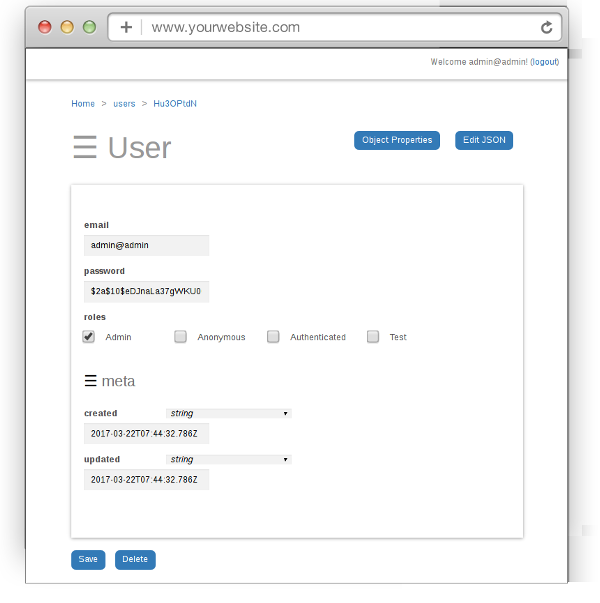 www.yourwebsite.com
Welcome admin@admin! (logout)
Home > users > Hu3OPtdN
☰ User
Object Properties
Edit JSON
email
admin@admin
password
$2a$10$eDJnaLa37gWKU0
roles
Admin Anonymous Authenticated Test
☰ meta
created string
2017-03-22T07:44:32.786Z
updated string
2017-03-22T07:44:32.786Z
Save Delete